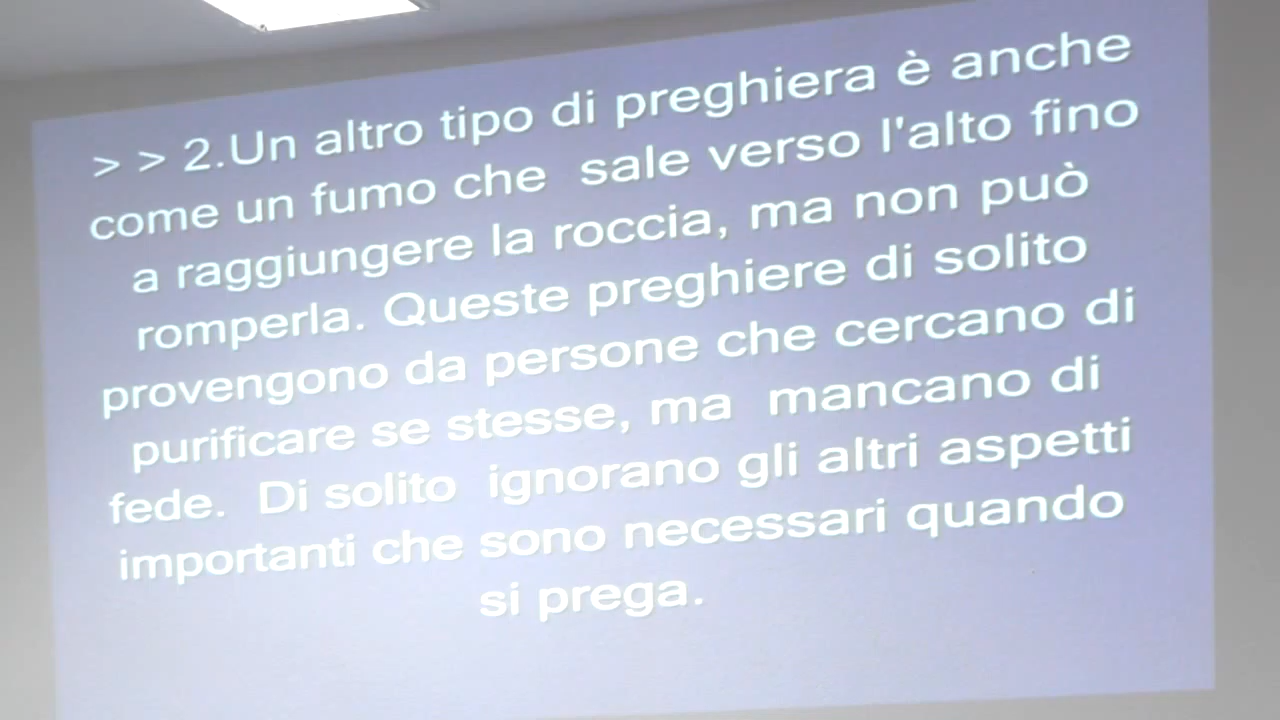 > > 2.Un altro tipo di preghiera è anche
come un fumo che sale verso l'alto fino
a raggiungere la roccia, ma non può
romperla. Queste preghiere di solito
provengono da persone che cercano di
purificare se stesse, ma mancano di
fede. Di solito ignorano gli altri aspetti
importanti che sono necessari quando
si prega.